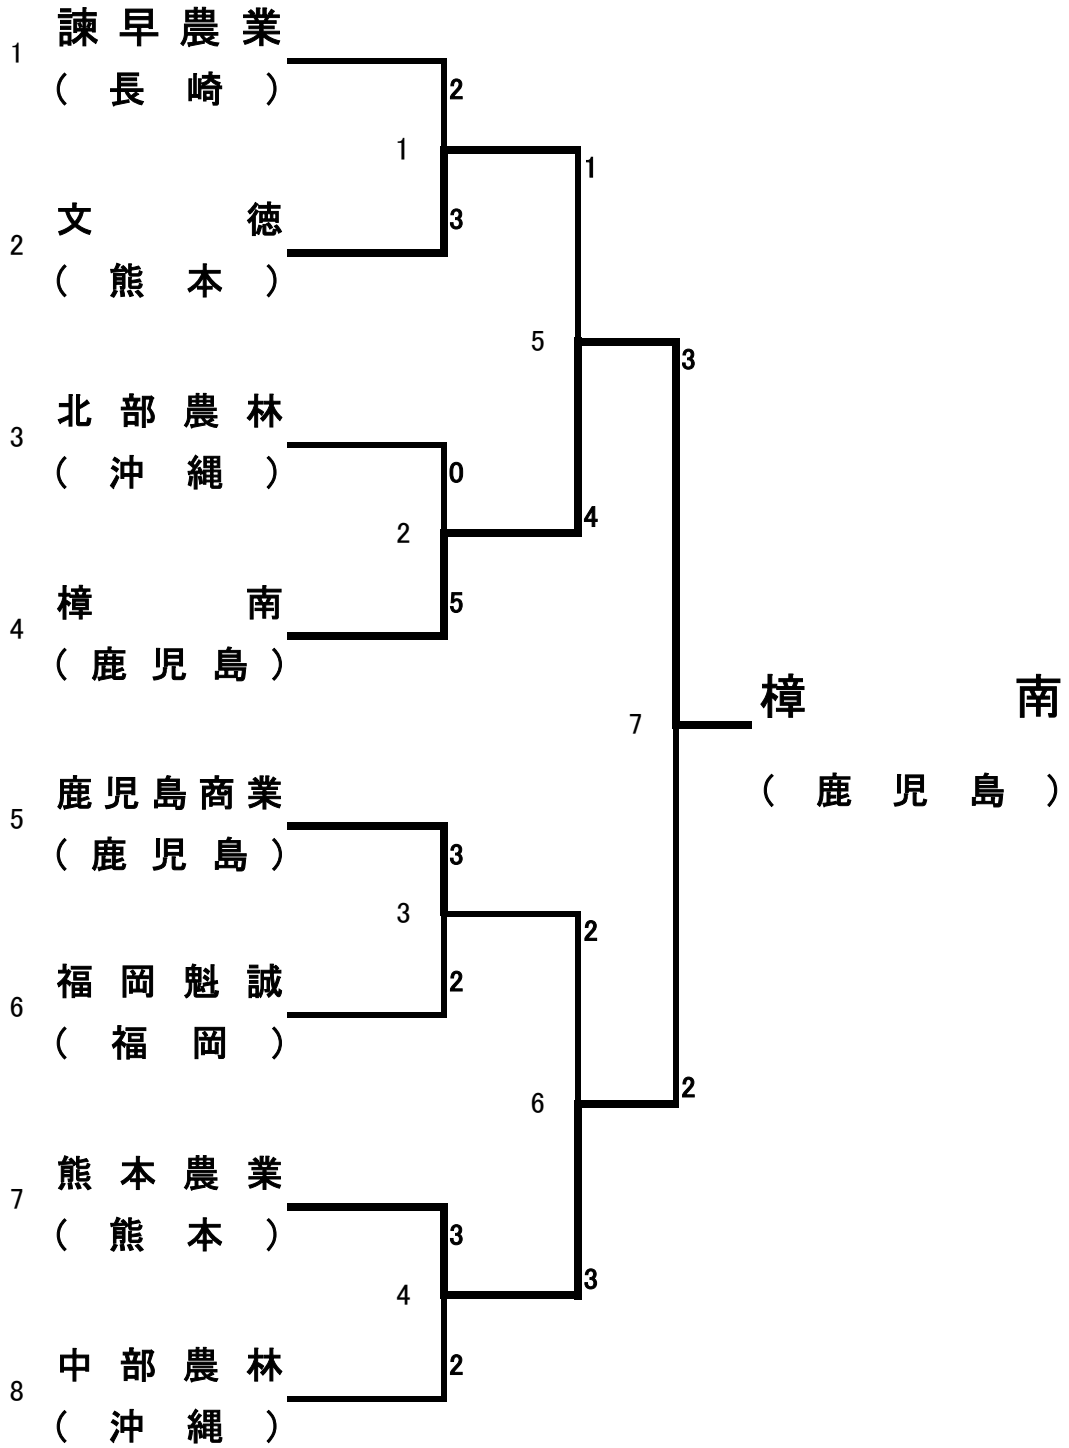 1 諫早農業
(長崎)
2
1
1
2 文徳
3
(熊本)
5
3
3 北部農林
(沖縄)
0
2
4
4 樟南
5
(鹿児島)
7
樟南
(鹿児島)
5 鹿児島商業
(鹿児島)
3
3
2
6 福岡魁誠
2
(福岡)
6
2
7 熊本農業
(熊本)
3
4
3
8 中部農林
2
(沖縄)